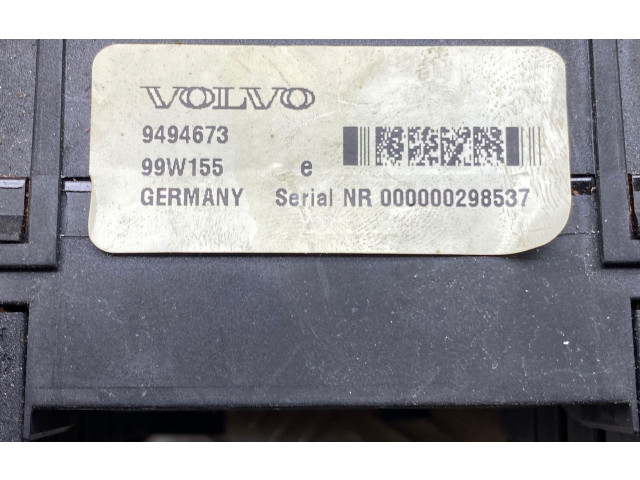 VOLVO
9494673
99W155 e
GERMANY Serial NR 000000298537